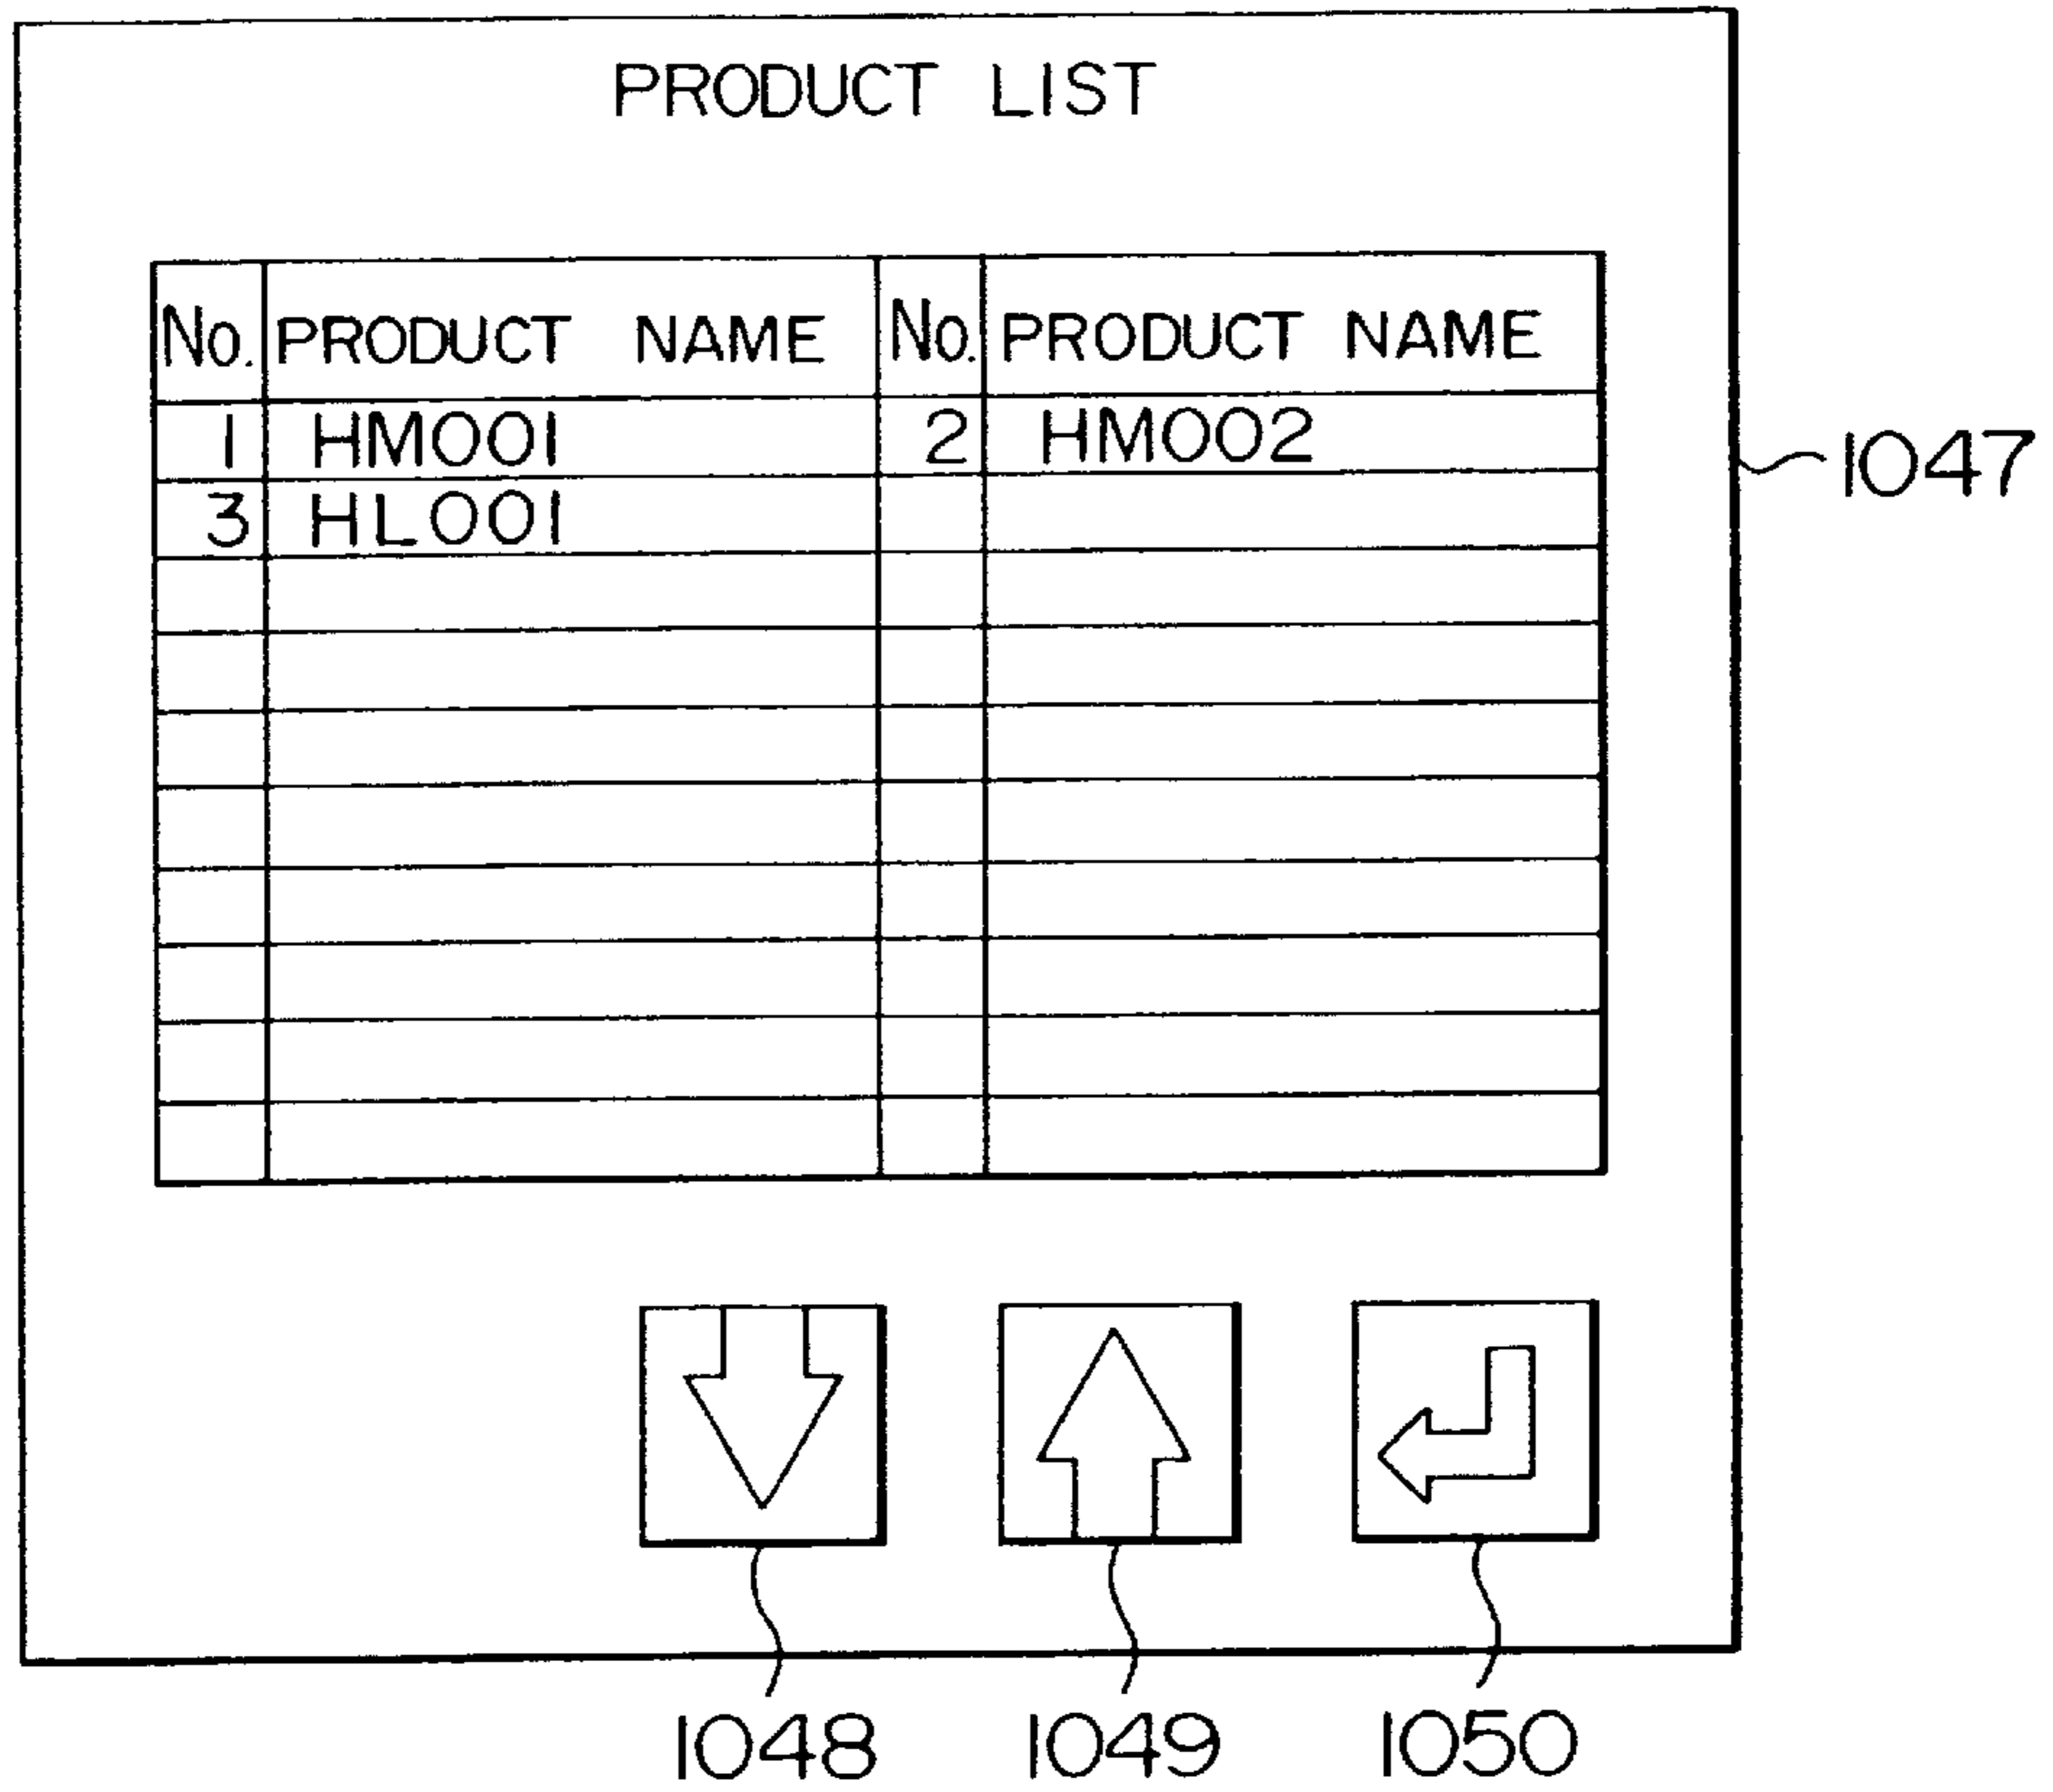 PRODUCT LIST
No. PRODUCT NAME No. PRODUCT NAME
1 HM001 2 HM002
1047
3 HL001
1048 1049 1050